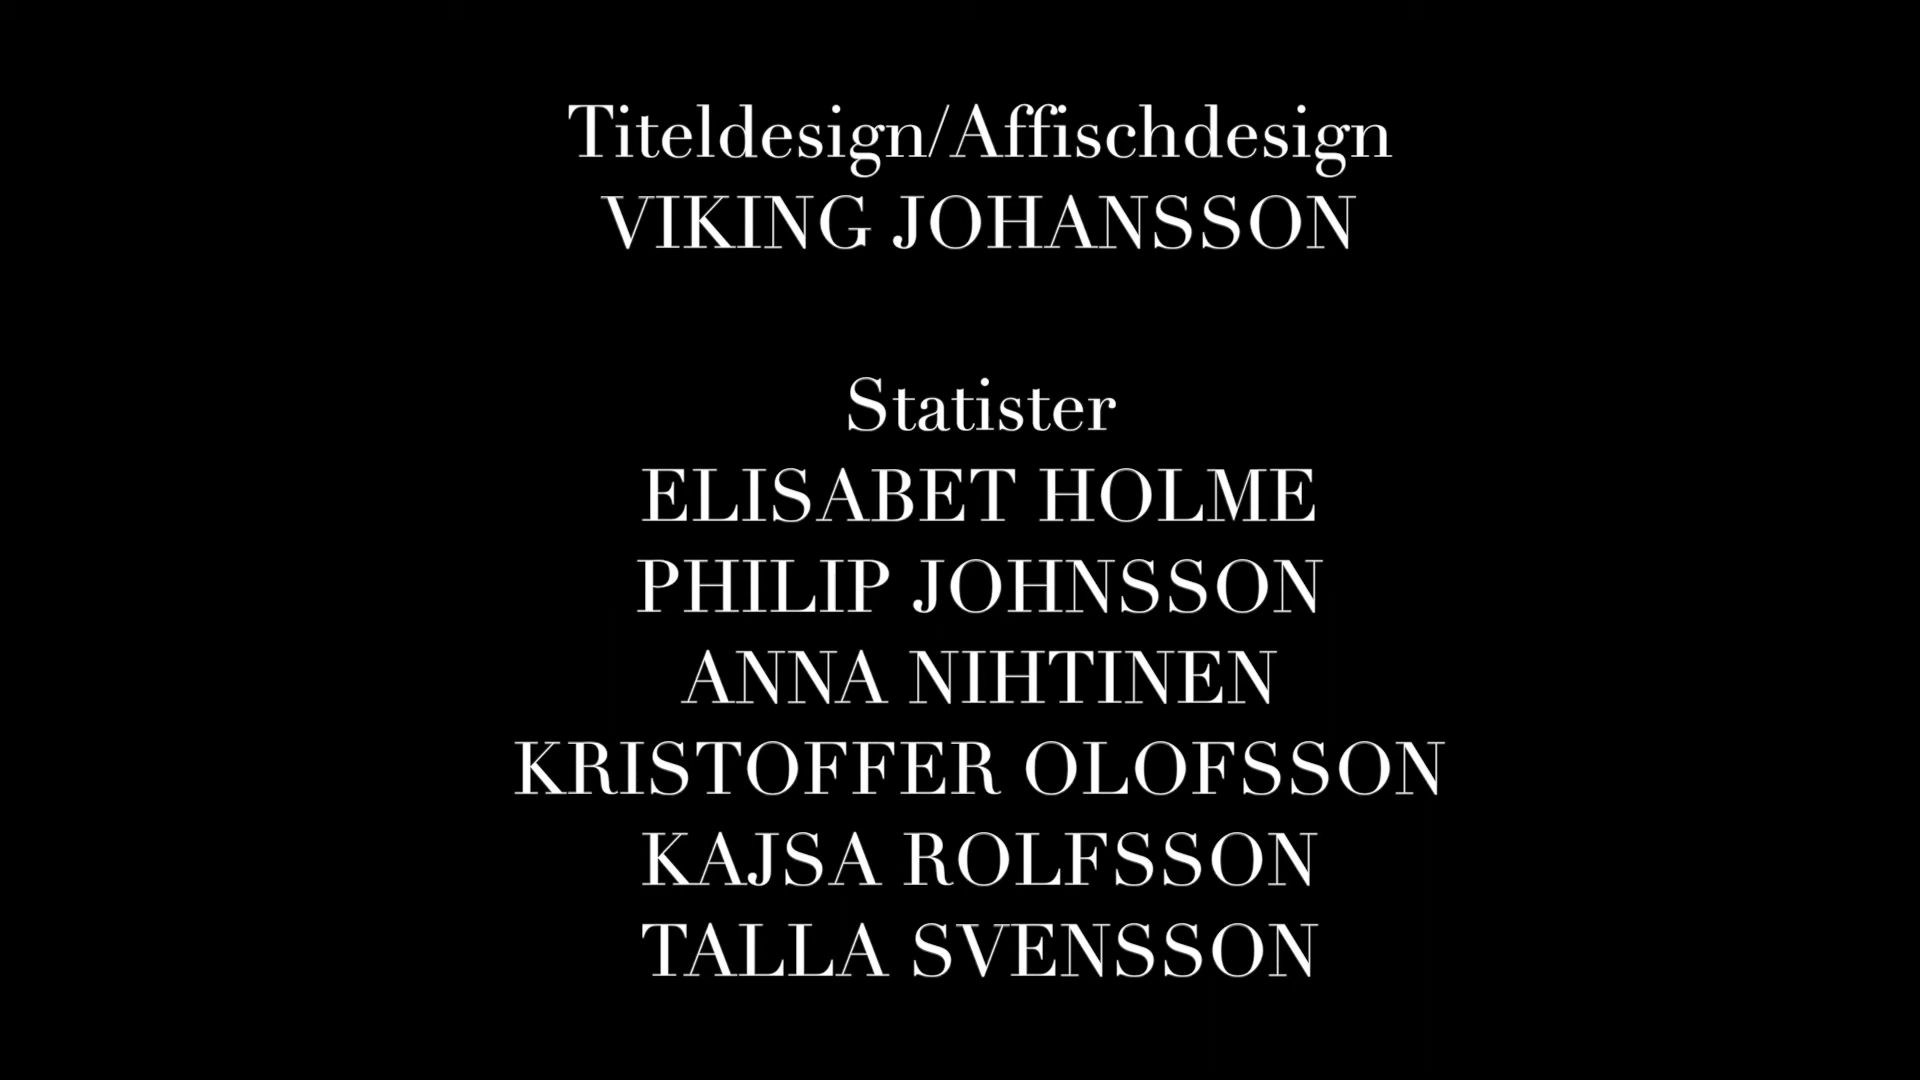 Titeldesign/Affischdesign
VIKING JOHANSSON
Statister
ELISABET HOLME
PHILIP JOHNSSON
ANNA NIHTINEN
KRISTOFFER OLOFSSON
KAJSA ROLFSSON
TALLA SVENSSON